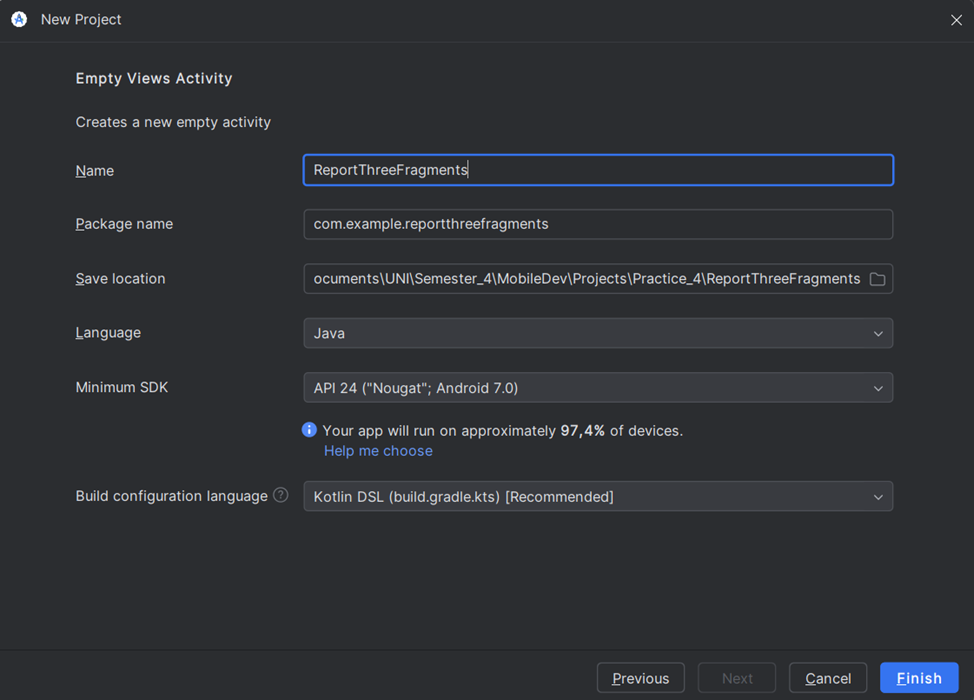 New Project
Empty Views Activity
Creates a new empty activity
Name ReportThreeFragments
Package name com.example.reportthreefragments
Save location ocuments\UNI\Semester_4\MobileDev\Projects\Practice_4\ReportThreeFragments
Language Java
Minimum SDK API 24 ("Nougat"; Android 7.0)
Your app will run on approximately 97,4% of devices.
Help me choose
Build configuration language ? Kotlin DSL (build.gradle.kts) [Recommended]
Previous Next Cancel Finish